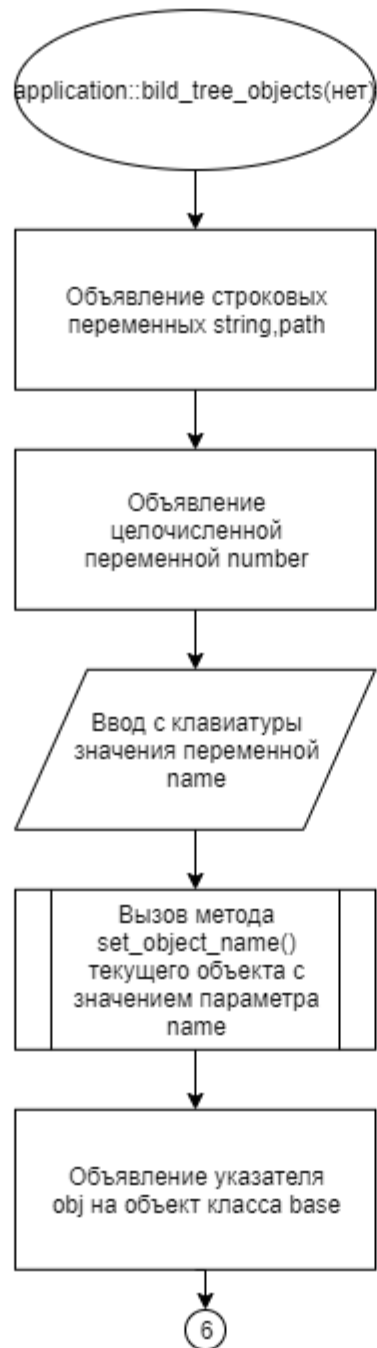 application::bild_tree_objects(нет)
Объявление строковых
переменных string,path
Объявление
целочисленной
переменной number
Ввод с клавиатуры
значения переменной
name
Вызов метода
set_object_name()
текущего объекта с
значением параметра
name
Объявление указателя
obj на объект класса base
6